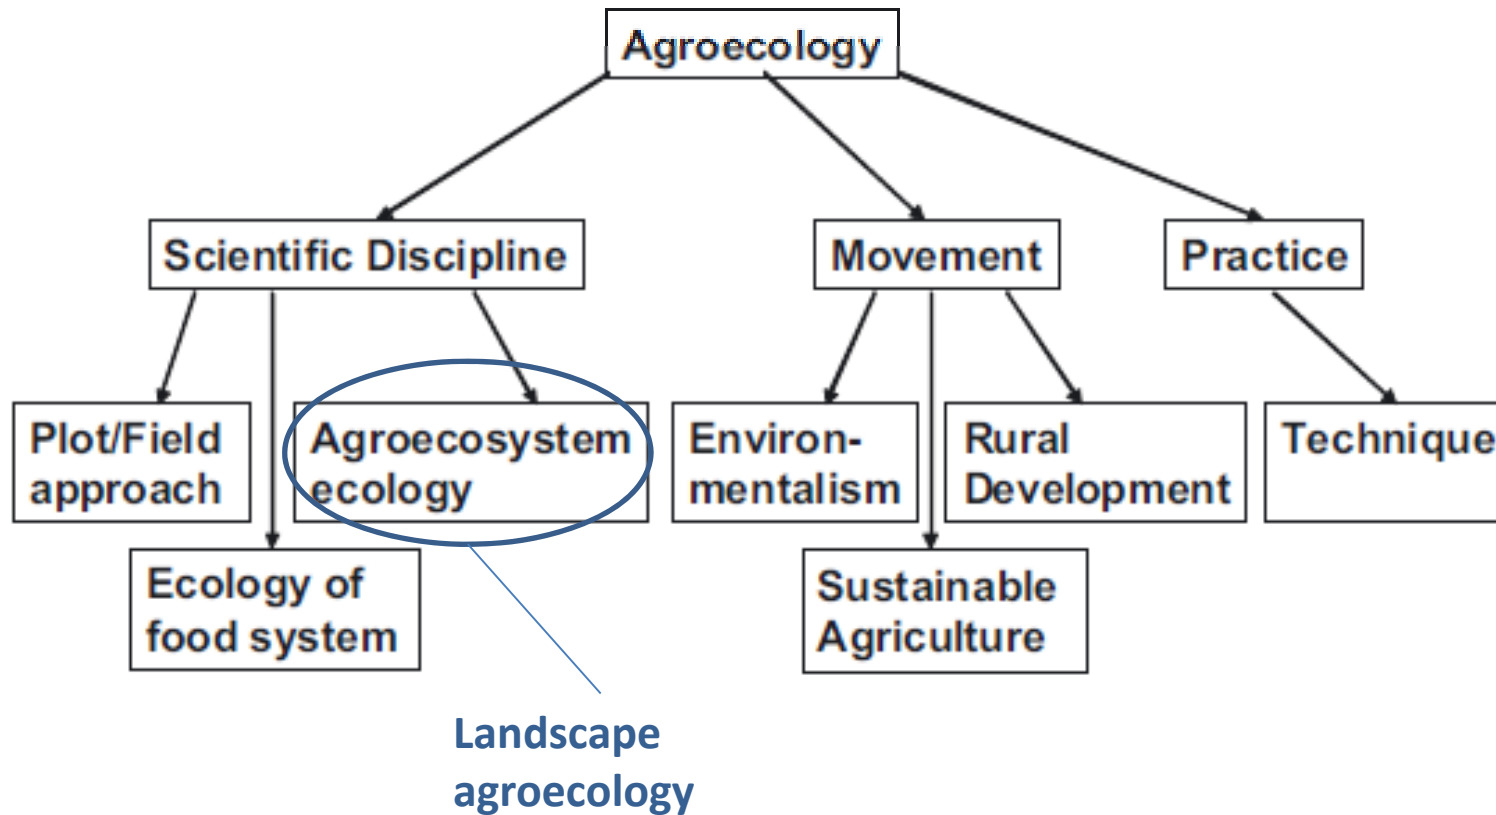 Agroecology
Scientific Discipline
Movement
Practice
Plot/Field
approach
Agroecosystem
ecology
Environ-
mentalism
Rural
Development
Technique
Ecology of
food system
Sustainable
Agriculture
Landscape
agroecology